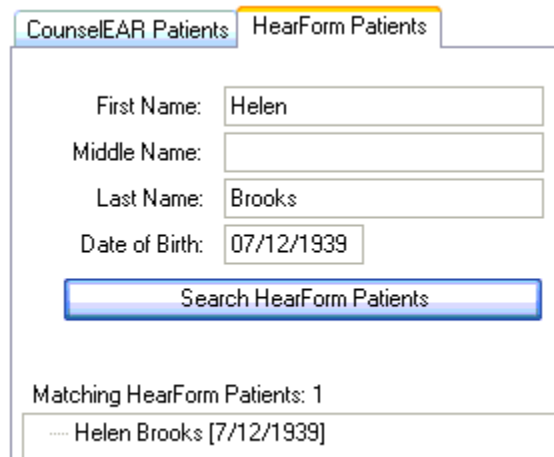 CounselEAR Patients HearForm Patients
First Name: Helen
Middle Name:
Last Name: Brooks
Date of Birth: 07/12/1939
Search HearForm Patients
Matching HearForm Patients: 1
Helen Brooks [7/12/1939]